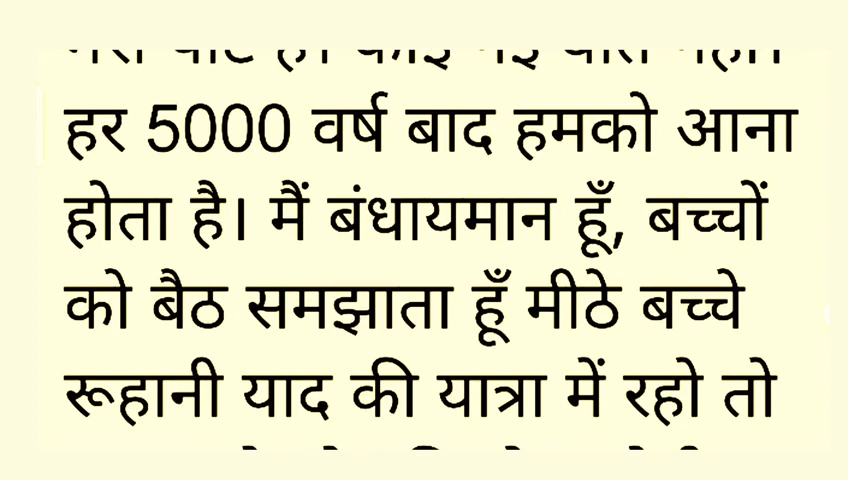 हर 5000 वर्ष बाद हमको आना
होता है। मैं बंधायमान हूँ, बच्चों
को बैठ समझाता हूँ मीठे बच्चे
रूहानी याद की यात्रा में रहो तो